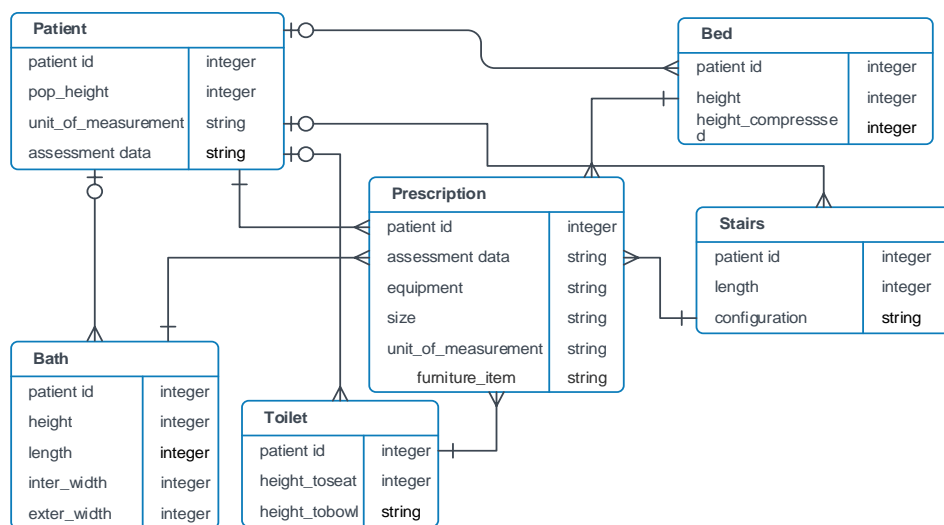 Patient
patient id integer
pop_height integer
unit_of_measurement string
assessment data string
Bed
patient id integer
height integer
height_compressse
d integer
Prescription
patient id integer
assessment data string
equipment string
size string
unit_of_measurement string
furniture_item string
Stairs
patient id integer
length integer
configuration string
Bath
patient id integer
height integer
length integer
inter_width integer
exter_width integer
Toilet
patient id integer
height_toseat integer
height_tobowl string